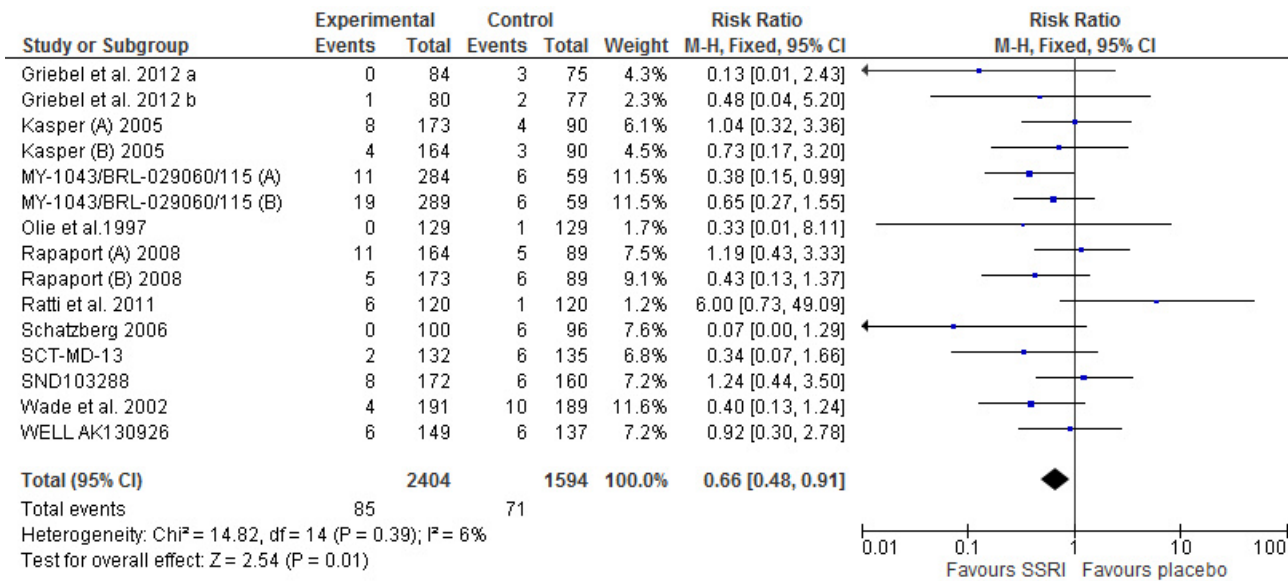 Experimental Control Risk Ratio Risk Ratio
Study or Subgroup Events Total Events Total Weight M-H, Fixed, 95% CI M-H, Fixed, 95% CI
Griebel et al. 2012 a 0 84 3 75 4.3% 0.13 [0.01, 2.43]
Griebel et al. 2012 b 1 80 2 77 2.3% 0.48 [0.04, 5.20]
Kasper (A) 2005 8 173 4 90 6.1% 1.04 [0.32, 3.36]
Kasper (B) 2005 4 164 3 90 4.5% 0.73 [0.17, 3.20]
MY-1043/BRL-029060/115 (A) 11 284 6 59 11.5% 0.38 [0.15, 0.99]
MY-1043/BRL-029060/115 (B) 19 289 6 59 11.5% 0.65 [0.27, 1.55]
Olie et al.1997 0 129 1 129 1.7% 0.33 [0.01, 8.11]
Rapaport (A) 2008 11 164 5 89 7.5% 1.19 [0.43, 3.33]
Rapaport (B) 2008 5 173 6 89 9.1% 0.43 [0.13, 1.37]
Ratti et al. 2011 6 120 1 120 1.2% 6.00 [0.73, 49.09]
Schatzberg 2006 0 100 6 96 7.6% 0.07 [0.00, 1.29]
SCT-MD-13 2 132 6 135 6.8% 0.34 [0.07, 1.66]
SND103288 8 172 6 160 7.2% 1.24 [0.44, 3.50]
Wade et al. 2002 4 191 10 189 11.6% 0.40 [0.13, 1.24]
WELL AK130926 6 149 6 137 7.2% 0.92 [0.30, 2.78]
Total (95% CI) 2404 1594 100.0% 0.66 [0.48, 0.91]
Total events 85 71
Heterogeneity: Chi² = 14.82, df = 14 (P = 0.39); I² = 6%
Test for overall effect: Z = 2.54 (P = 0.01)
0.01 0.1 1 10 100
Favours SSRI Favours placebo